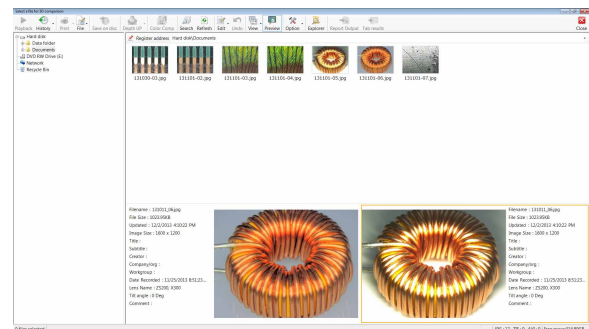 Select a file for 3D comparison
Playback History Print File Save on disc Depth UP Color Comp Search Refresh Edit Undo View Preview Option Explorer Report Output Tab results Close
Hard disk
Data folder
Documents
DVD RW Drive (E:)
Network
Recycle Bin
Register address Hard disk\Documents
131030-03.jpg 131101-02.jpg 131101-03.jpg 131101-04.jpg 131101-05.jpg 131101-06.jpg 131101-07.jpg
Filename : 131011_06.jpg
File Size : 1023.95KB
Updated : 12/2/2013 4:10:22 PM
Image Size : 1600 x 1200
Title :
Subtitle :
Creator :
Company/org :
Workgroup :
Date Recorded : 11/25/2013 8:51:23...
Lens Name : ZS200, X300
Tilt angle : 0 Deg
Comment :
Filename : 131011_06.jpg
File Size : 1023.95KB
Updated : 12/2/2013 4:10:22 PM
Image Size : 1600 x 1200
Title :
Subtitle :
Creator :
Company/org :
Workgroup :
Date Recorded : 11/25/2013 8:51:23...
Lens Name : ZS200, X300
Tilt angle : 0 Deg
Comment :
0 files selected